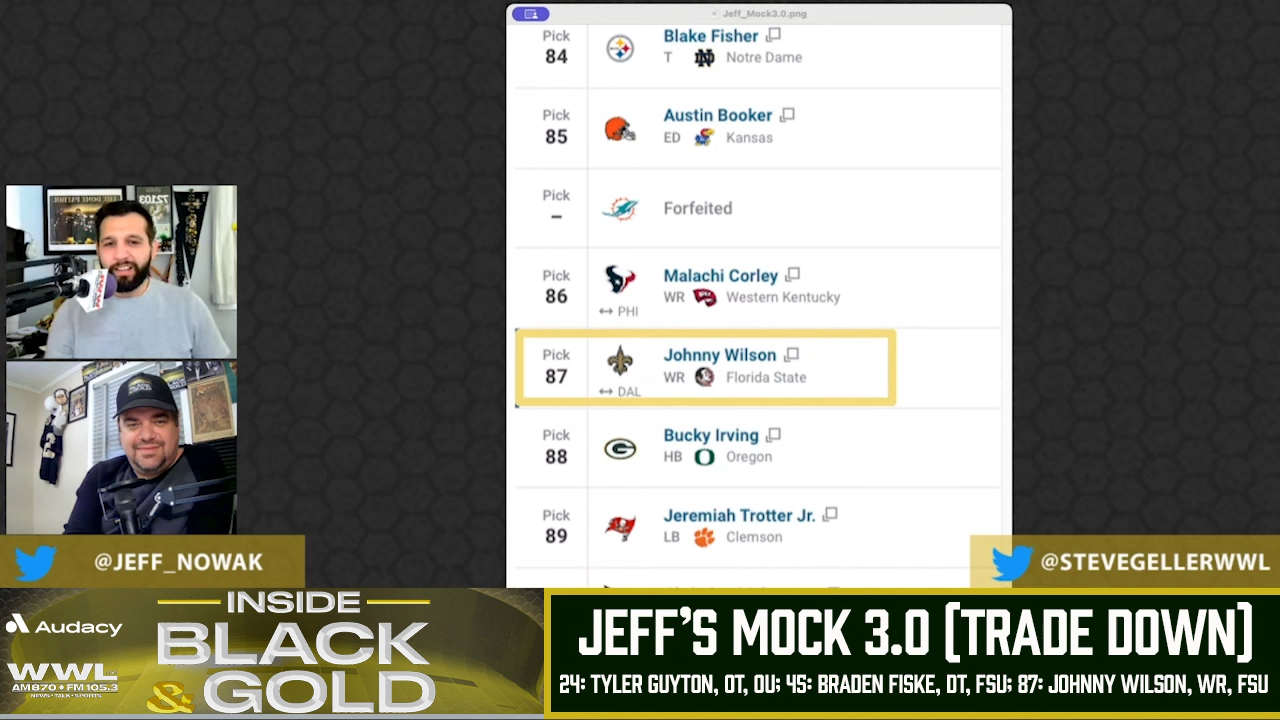 Jeff_Mock3.0.png
Pick
84
Blake Fisher
T Notre Dame
Pick
85
Austin Booker
ED Kansas
Pick
–
Forfeited
Pick
86
PHI
Malachi Corley
WR Western Kentucky
Pick
87
DAL
Johnny Wilson
WR Florida State
Pick
88
Bucky Irving
HB Oregon
Pick
89
Jeremiah Trotter Jr.
LB Clemson
@JEFF_NOWAK
@STEVEGELLERWWL
Audacy
WWL
AM870 • FM105.3
NEWS • TALK • SPORTS
INSIDE
BLACK
& GOLD
JEFF'S MOCK 3.0 (TRADE DOWN)
24: TYLER GUYTON, OT, OU; 45: BRADEN FISKE, DT, FSU; 87: JOHNNY WILSON, WR, FSU